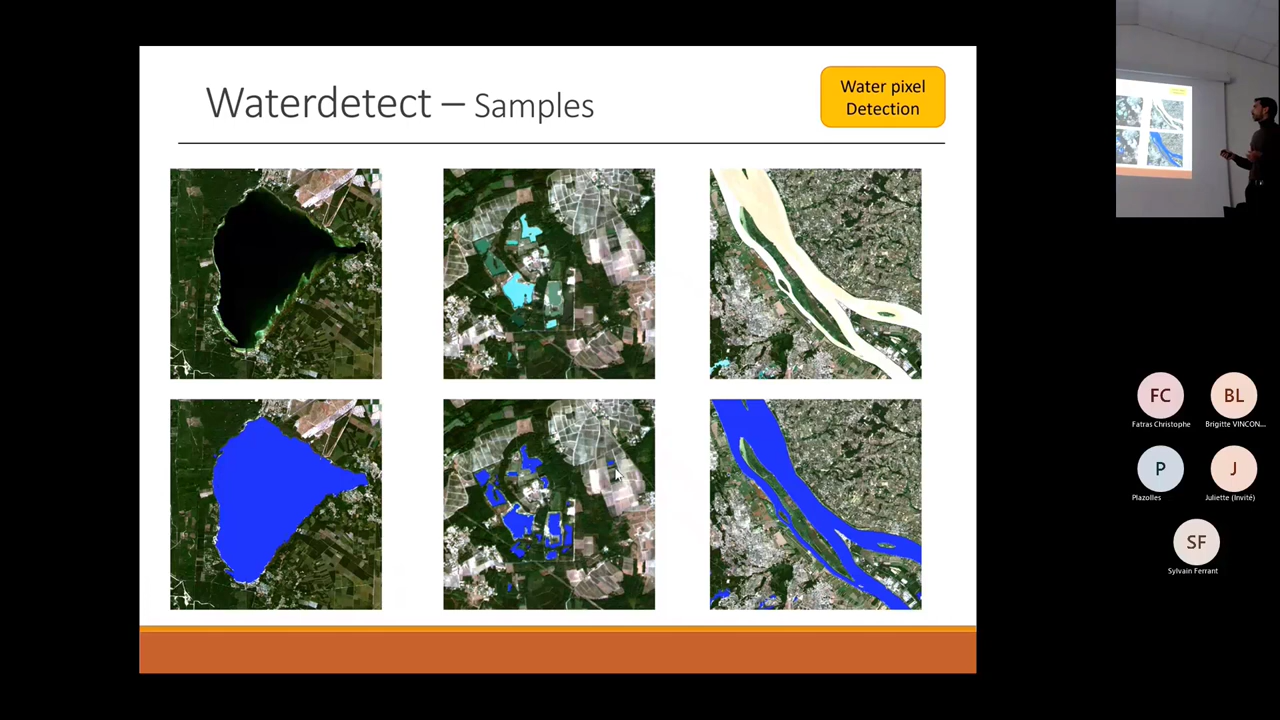 Waterdetect – Samples
Water pixel
Detection
FC
BL
Fatras Christophe
Brigitte VINCON...
P
J
Plazolles
Juliette (Invité)
SF
Sylvain Ferrant